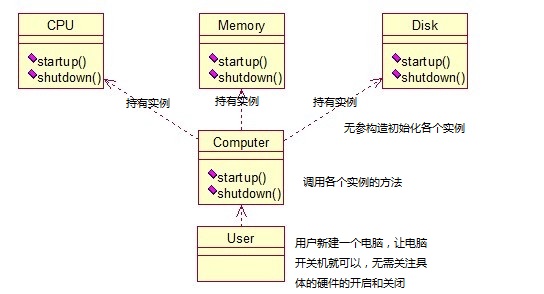 CPU
Memory
Disk
startup()
shutdown()
startup()
shutdown()
startup()
shutdown()
持有实例
持有实例
持有实例
无参构造初始化各个实例
Computer
startup()
shutdown()
调用各个实例的方法
User
用户新建一个电脑，让电脑
开关机就可以，无需关注具
体的硬件的开启和关闭